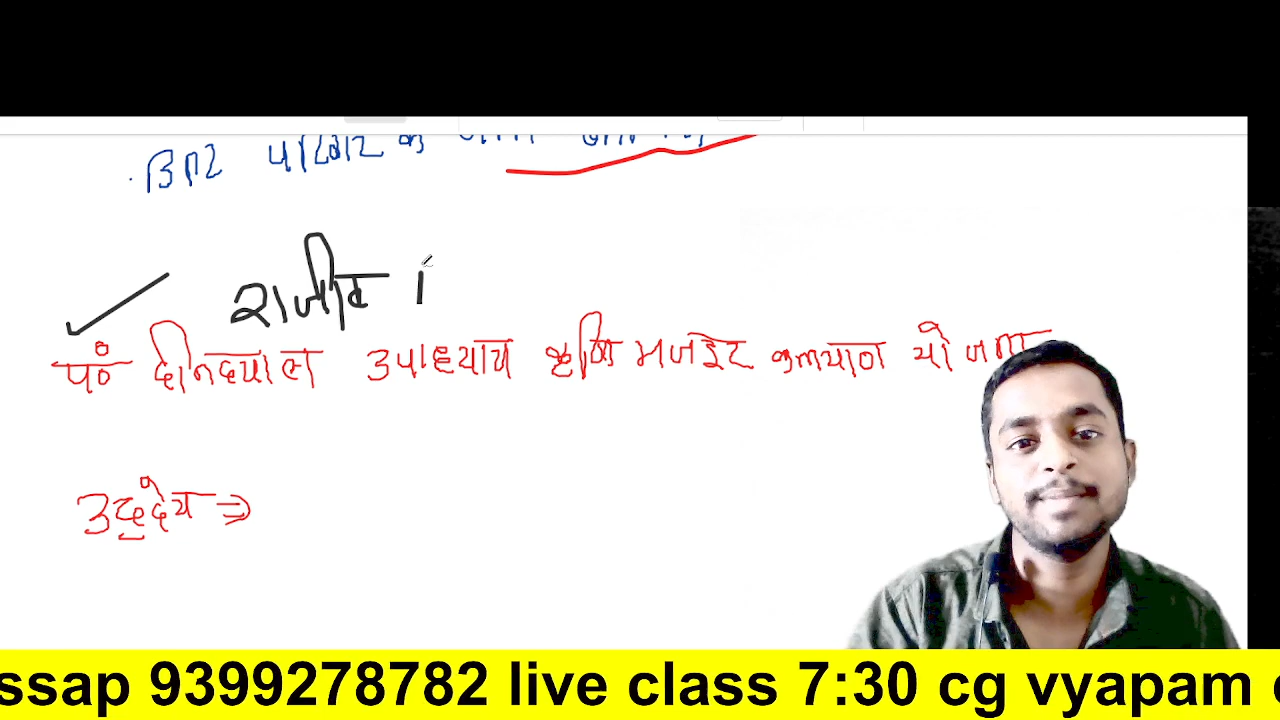 परिवार के
राजीव
पं० दीनदयाल उपाध्याय कृषि मजदूर कल्याण योजना
उद्देश्य ⇒
ssap 9399278782 live class 7:30 cg vyapam